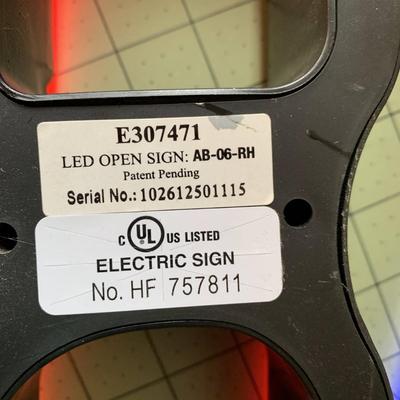 E307471
LED OPEN SIGN: AB-06-RH
Patent Pending
Serial No.: 102612501115
C UL US LISTED
ELECTRIC SIGN
No. HF 757811